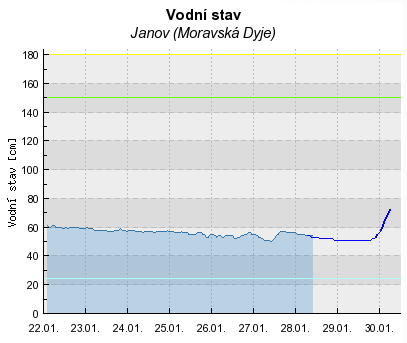 Vodní stav
Janov (Moravská Dyje)
Vodní stav [cm]
180
160
140
120
100
80
60
40
20
0
22.01. 23.01. 24.01. 25.01. 26.01. 27.01. 28.01. 29.01. 30.01.